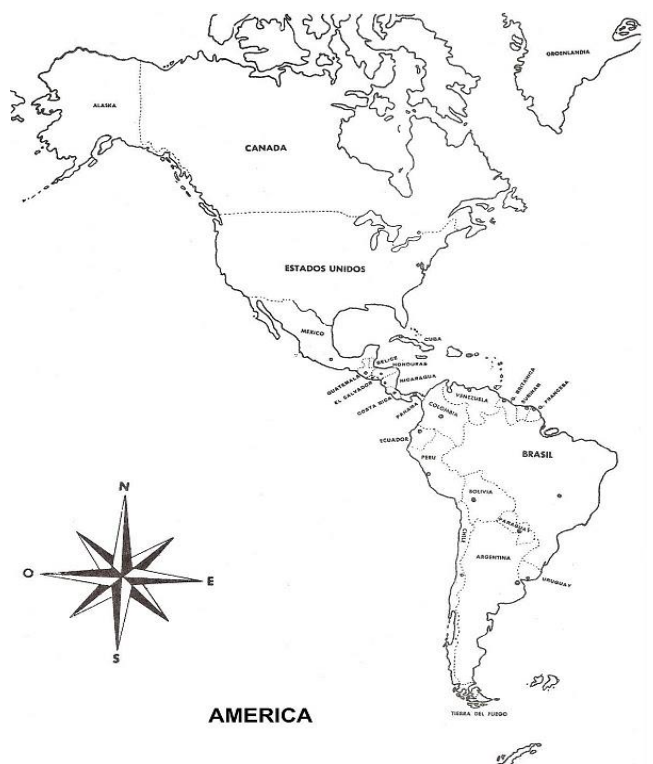 GROENLANDIA
ALASKA
CANADA
ESTADOS UNIDOS
MEXICO
CUBA
BELICE
HONDURAS
GUATEMALA
NICARAGUA
EL SALVADOR
COSTA RICA
PANAMA
VENEZUELA
BRITANICA
SURINAM
FRANCESA
COLOMBIA
ECUADOR
PERU
BRASIL
BOLIVIA
PARAGUAY
CHILE
ARGENTINA
URUGUAY
N
O
E
S
AMERICA
TIERRA DEL FUEGO